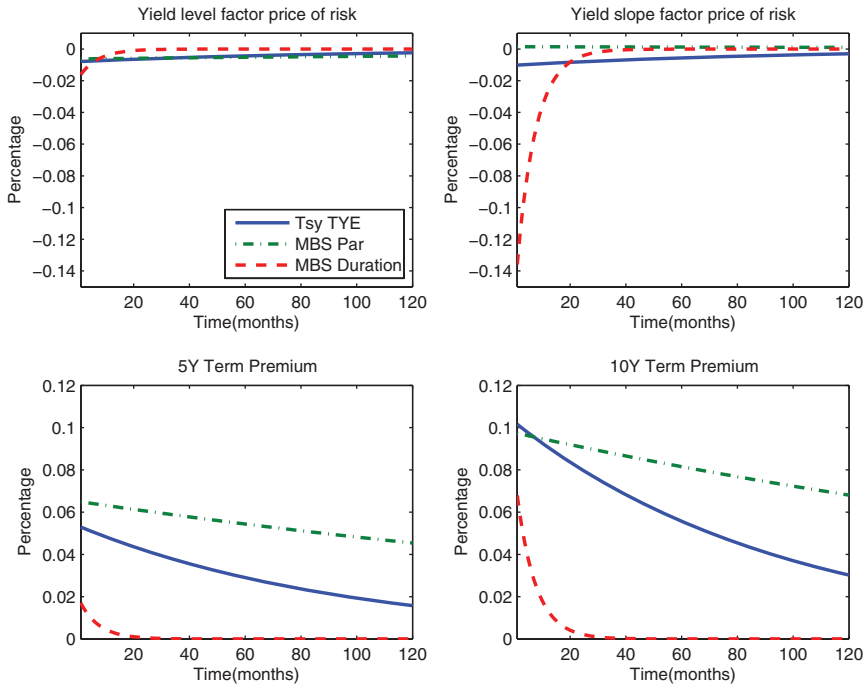 Yield level factor price of risk
0
−0.02
−0.04
−0.06
−0.08
−0.1
−0.12
−0.14
Percentage
Tsy TYE
MBS Par
MBS Duration
20 40 60 80 100 120
Time(months)
Yield slope factor price of risk
0
−0.02
−0.04
−0.06
−0.08
−0.1
−0.12
−0.14
Percentage
20 40 60 80 100 120
Time(months)
5Y Term Premium
0.12
0.1
0.08
0.06
0.04
0.02
0
Percentage
20 40 60 80 100 120
Time(months)
10Y Term Premium
0.12
0.1
0.08
0.06
0.04
0.02
0
Percentage
20 40 60 80 100 120
Time(months)